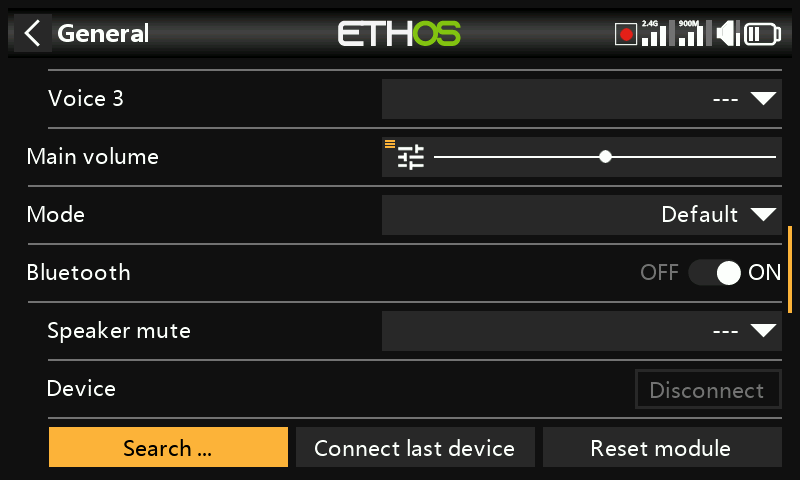 General
ETHOS
2.4G
900M
Voice 3
---
Main volume
Mode
Default
Bluetooth
OFF
ON
Speaker mute
---
Device
Disconnect
Search ...
Connect last device
Reset module